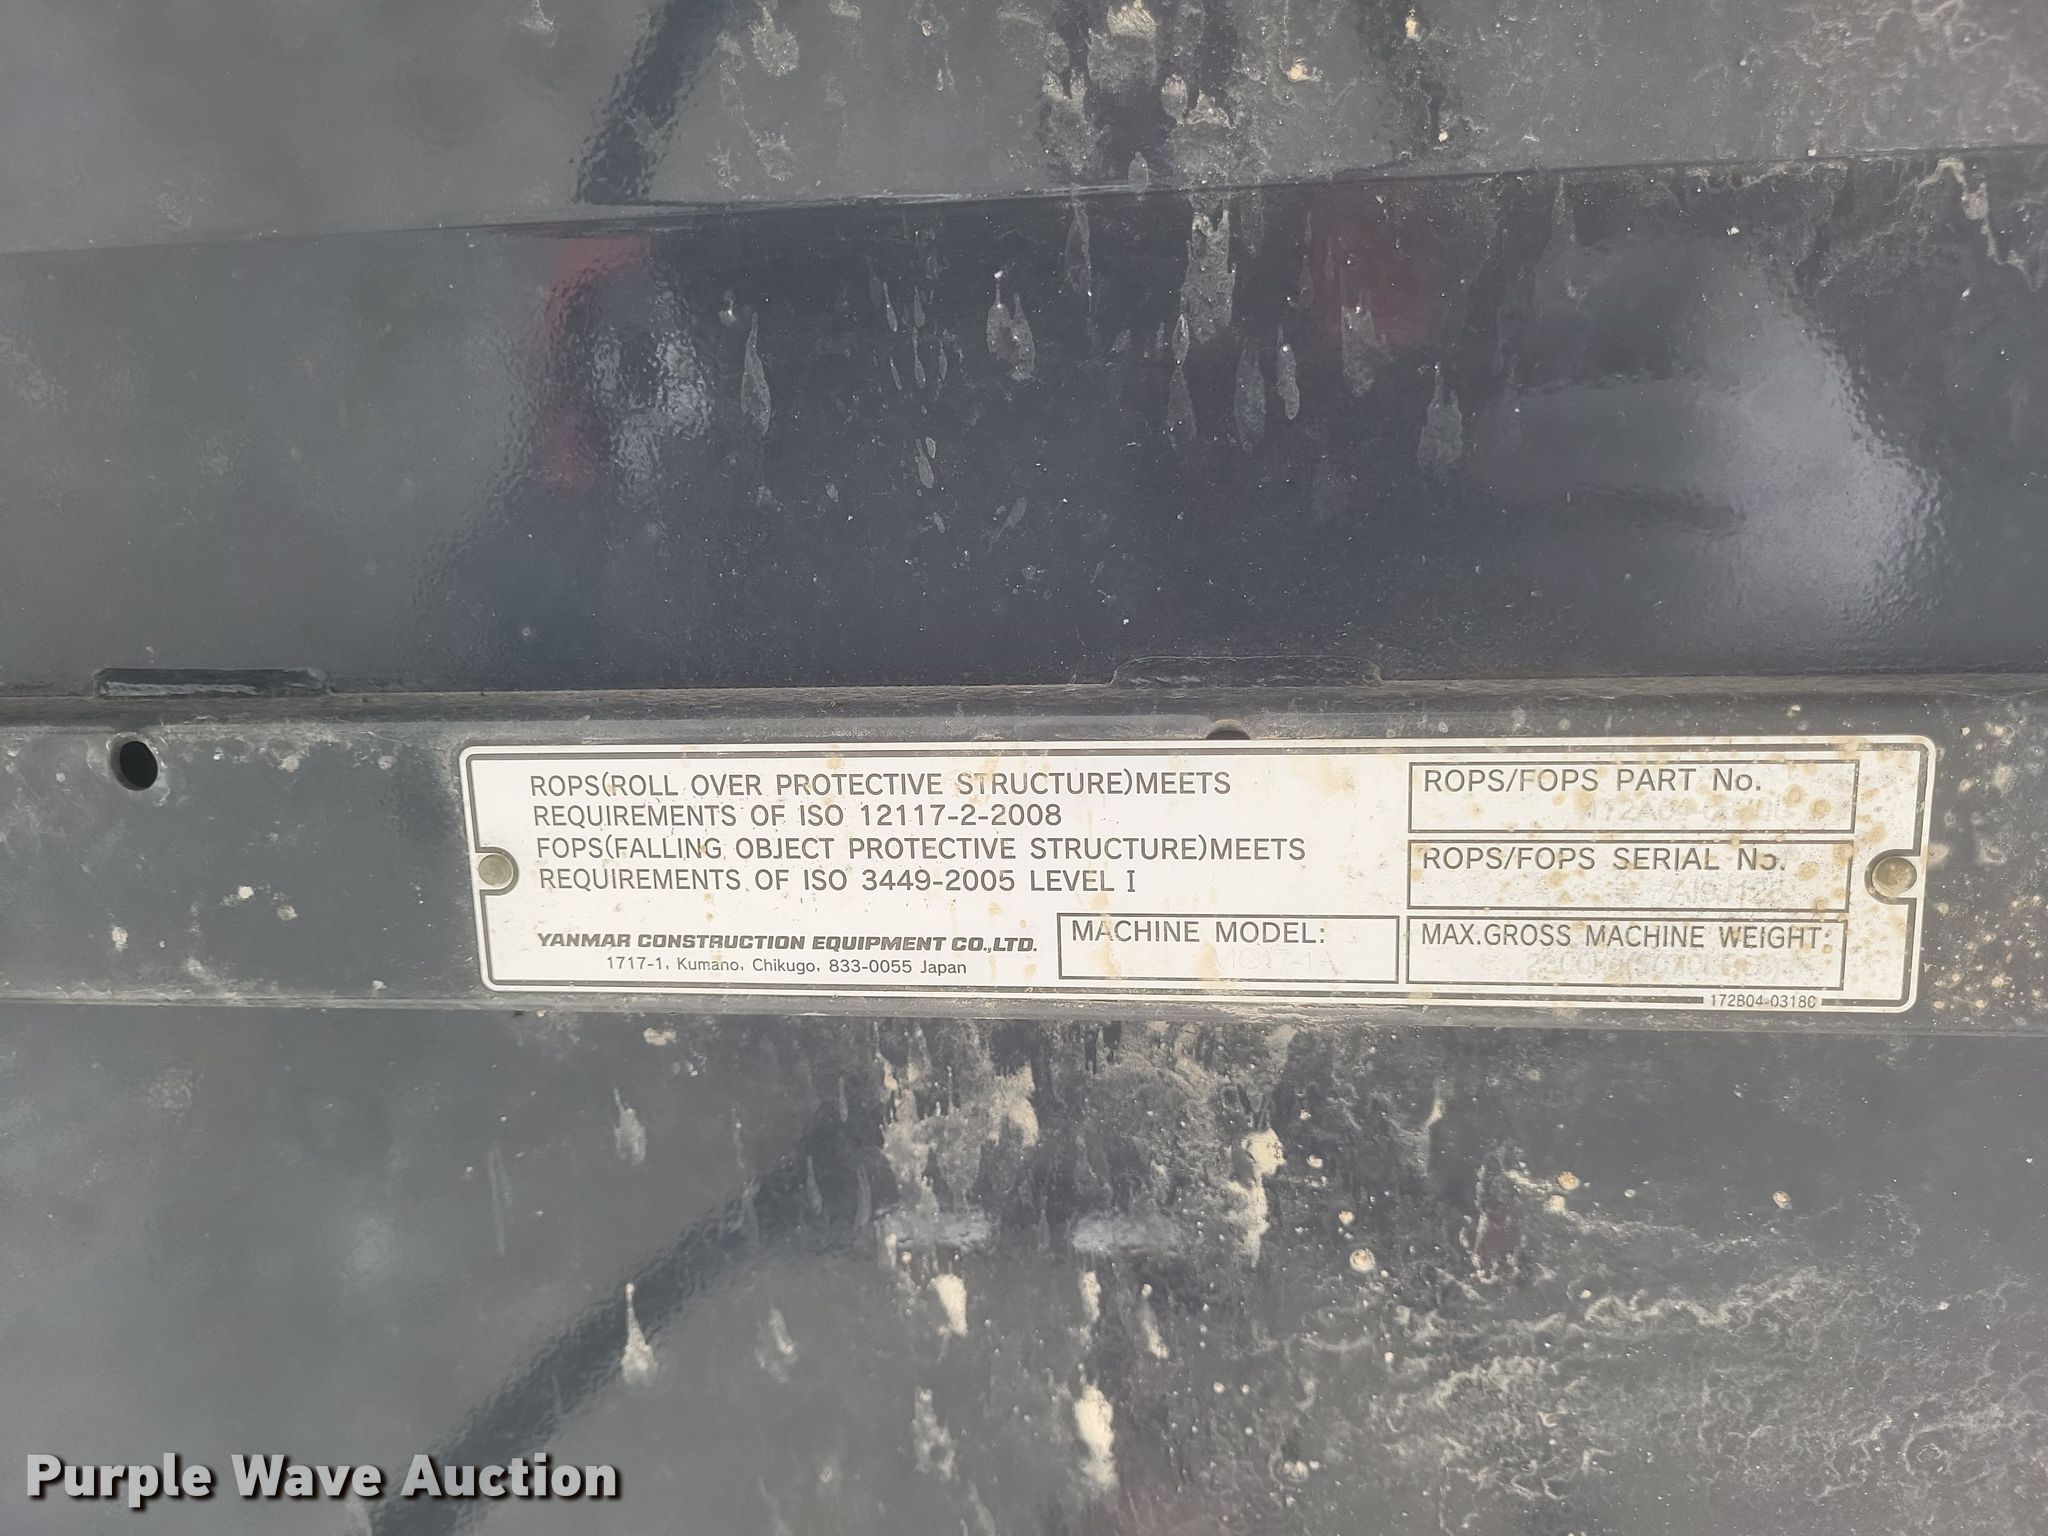 ROPS(ROLL OVER PROTECTIVE STRUCTURE)MEETS
REQUIREMENTS OF ISO 12117-2-2008
FOPS(FALLING OBJECT PROTECTIVE STRUCTURE)MEETS
REQUIREMENTS OF ISO 3449-2005 LEVEL I
YANMAR CONSTRUCTION EQUIPMENT CO.,LTD.
1717-1, Kumano, Chikugo, 833-0055 Japan
MACHINE MODEL:
ROPS/FOPS PART No.
ROPS/FOPS SERIAL No.
MAX.GROSS MACHINE WEIGHT:
172B04-0318C
Purple Wave Auction